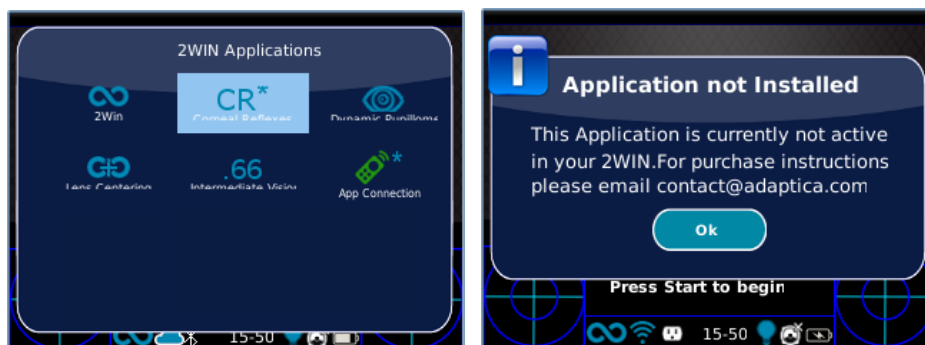 2WIN Applications
2Win
CR*
Corneal Reflexes
Dynamic Pupillome
Lens Centering
.66
Intermediate Vision
*
App Connection
15-50
i
Application not Installed
This Application is currently not active
in your 2WIN.For purchase instructions
please email contact@adaptica.com
Ok
Press Start to begin
15-50